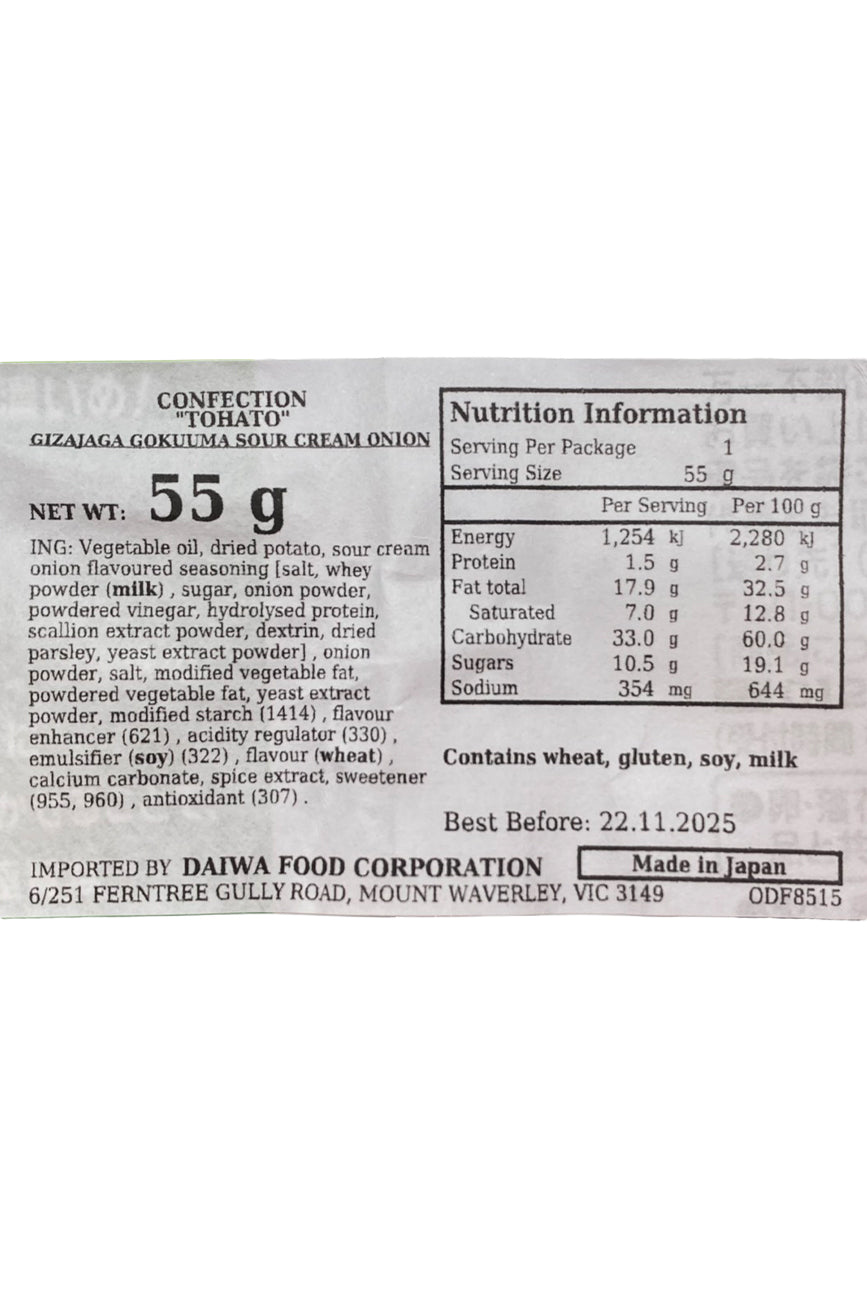 CONFECTION
"TOHATO"
GIZAJAGA GOKUUMA SOUR CREAM ONION
NET WT: 55 g
ING: Vegetable oil, dried potato, sour cream
onion flavoured seasoning [salt, whey
powder (milk) , sugar, onion powder,
powdered vinegar, hydrolysed protein,
scallion extract powder, dextrin, dried
parsley, yeast extract powder] , onion
powder, salt, modified vegetable fat,
powdered vegetable fat, yeast extract
powder, modified starch (1414) , flavour
enhancer (621) , acidity regulator (330) ,
emulsifier (soy) (322) , flavour (wheat) ,
calcium carbonate, spice extract, sweetener
(955, 960) , antioxidant (307) .
Nutrition Information
Serving Per Package 1
Serving Size 55 g
Per Serving Per 100 g
Energy 1,254 kJ 2,280 kJ
Protein 1.5 g 2.7 g
Fat total 17.9 g 32.5 g
Saturated 7.0 g 12.8 g
Carbohydrate 33.0 g 60.0 g
Sugars 10.5 g 19.1 g
Sodium 354 mg 644 mg
Contains wheat, gluten, soy, milk
Best Before: 22.11.2025
IMPORTED BY DAIWA FOOD CORPORATION
Made in Japan
6/251 FERNTREE GULLY ROAD, MOUNT WAVERLEY, VIC 3149
ODF8515